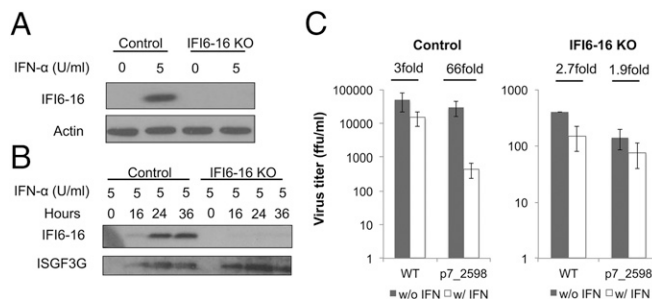 A
Control IFI6-16 KO
IFN-α (U/ml) 0 5 0 5
IFI6-16
Actin
B
Control IFI6-16 KO
IFN-α (U/ml) 5 5 5 5 5 5 5 5
Hours 0 16 24 36 0 16 24 36
IFI6-16
ISGF3G
C
Control
3fold 66fold
Virus titer (ffu/ml)
100000
10000
1000
100
10
1
WT p7_2598
w/o IFN w/ IFN
IFI6-16 KO
2.7fold 1.9fold
1000
100
10
1
WT p7_2598
w/o IFN w/ IFN